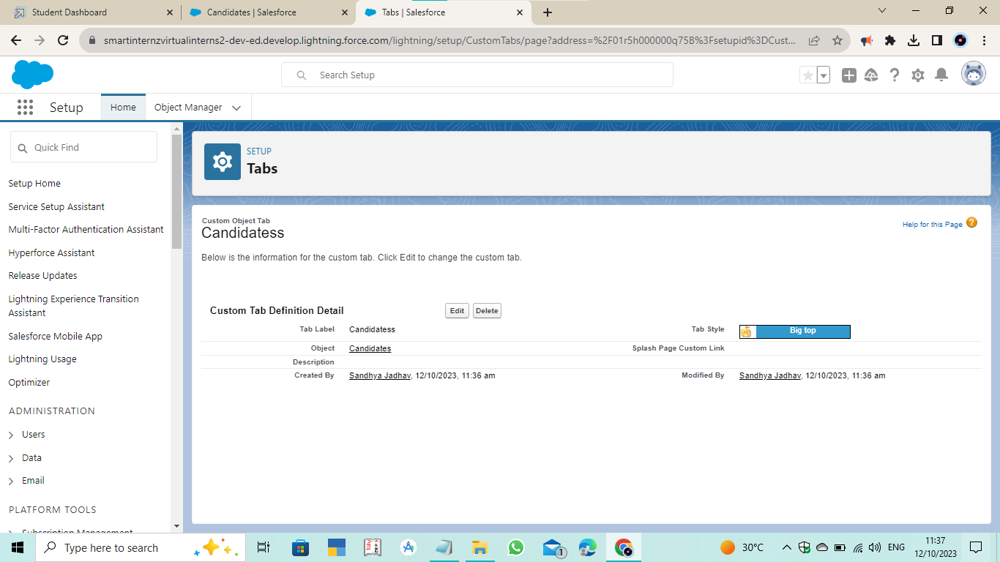 Student Dashboard
Candidates | Salesforce
Tabs | Salesforce
smartinternzvirtualinterns2-dev-ed.develop.lightning.force.com/lightning/setup/CustomTabs/page?address=%2F01r5h000000q75B%3Fsetupid%3DCust...
Search Setup
Setup
Home
Object Manager
Quick Find
Setup Home
Service Setup Assistant
Multi-Factor Authentication Assistant
Hyperforce Assistant
Release Updates
Lightning Experience Transition
Assistant
Salesforce Mobile App
Lightning Usage
Optimizer
ADMINISTRATION
Users
Data
Email
PLATFORM TOOLS
Subscription Management
SETUP
Tabs
Custom Object Tab
Candidatess
Help for this Page
Below is the information for the custom tab. Click Edit to change the custom tab.
Custom Tab Definition Detail
Edit
Delete
Tab Label Candidatess
Tab Style Big top
Object Candidates
Splash Page Custom Link
Description
Created By Sandhya Jadhav, 12/10/2023, 11:36 am
Modified By Sandhya Jadhav, 12/10/2023, 11:36 am
Type here to search
1
30°C
ENG
11:37
12/10/2023